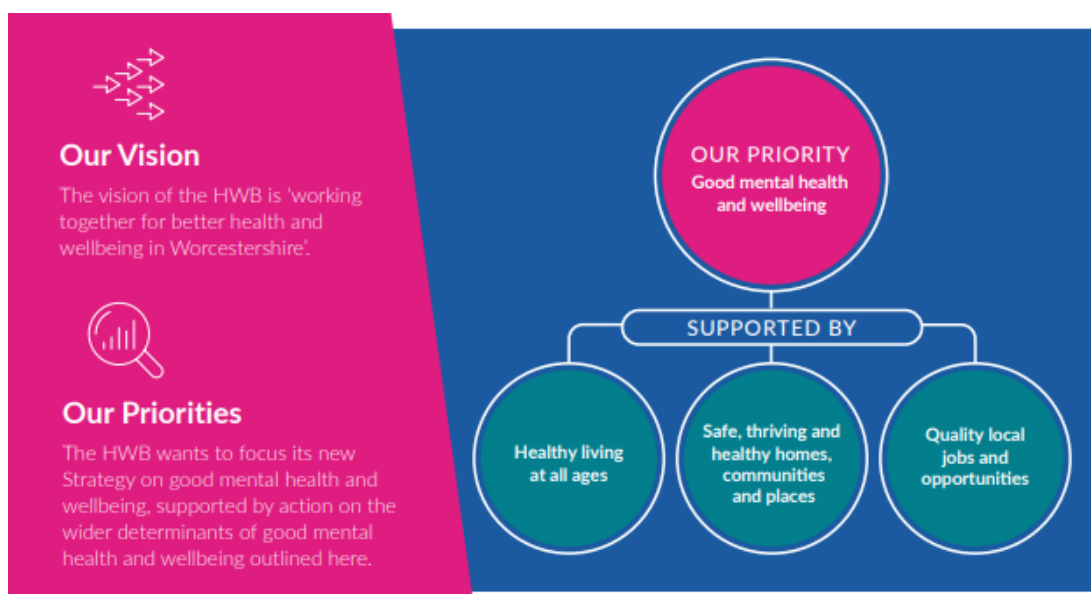 Our Vision
The vision of the HWB is ‘working
together for better health and
wellbeing in Worcestershire’.
Our Priorities
The HWB wants to focus its new
Strategy on good mental health and
wellbeing, supported by action on the
wider determinants of good mental
health and wellbeing outlined here.
OUR PRIORITY
Good mental health
and wellbeing
SUPPORTED BY
Healthy living
at all ages
Safe, thriving and
healthy homes,
communities
and places
Quality local
jobs and
opportunities